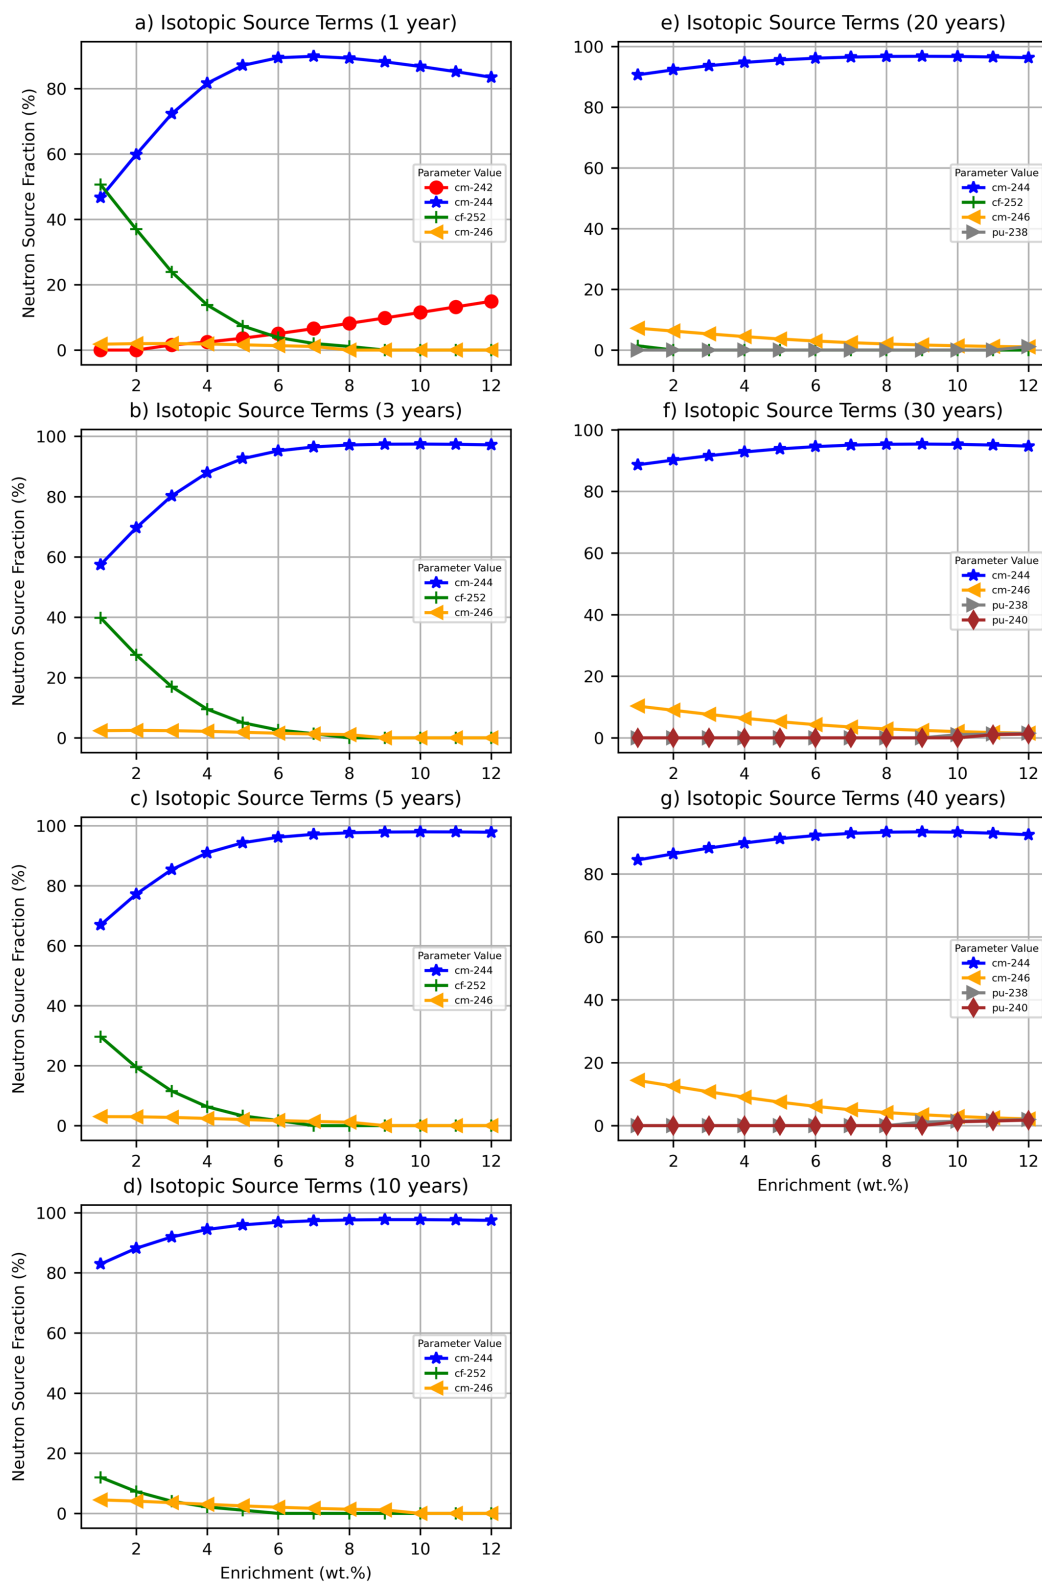 a) Isotopic Source Terms (1 year)
Neutron Source Fraction (%)
80
60
40
20
0
2 4 6 8 10 12
Parameter Value
cm-242
cm-244
cf-252
cm-246
b) Isotopic Source Terms (3 years)
Neutron Source Fraction (%)
100
80
60
40
20
0
2 4 6 8 10 12
Parameter Value
cm-244
cf-252
cm-246
c) Isotopic Source Terms (5 years)
Neutron Source Fraction (%)
100
80
60
40
20
0
2 4 6 8 10 12
Parameter Value
cm-244
cf-252
cm-246
d) Isotopic Source Terms (10 years)
Neutron Source Fraction (%)
100
80
60
40
20
0
2 4 6 8 10 12
Enrichment (wt.%)
Parameter Value
cm-244
cf-252
cm-246
e) Isotopic Source Terms (20 years)
100
80
60
40
20
0
2 4 6 8 10 12
Parameter Value
cm-244
cf-252
cm-246
pu-238
f) Isotopic Source Terms (30 years)
100
80
60
40
20
0
2 4 6 8 10 12
Parameter Value
cm-244
cm-246
pu-238
pu-240
g) Isotopic Source Terms (40 years)
80
60
40
20
0
2 4 6 8 10 12
Enrichment (wt.%)
Parameter Value
cm-244
cm-246
pu-238
pu-240